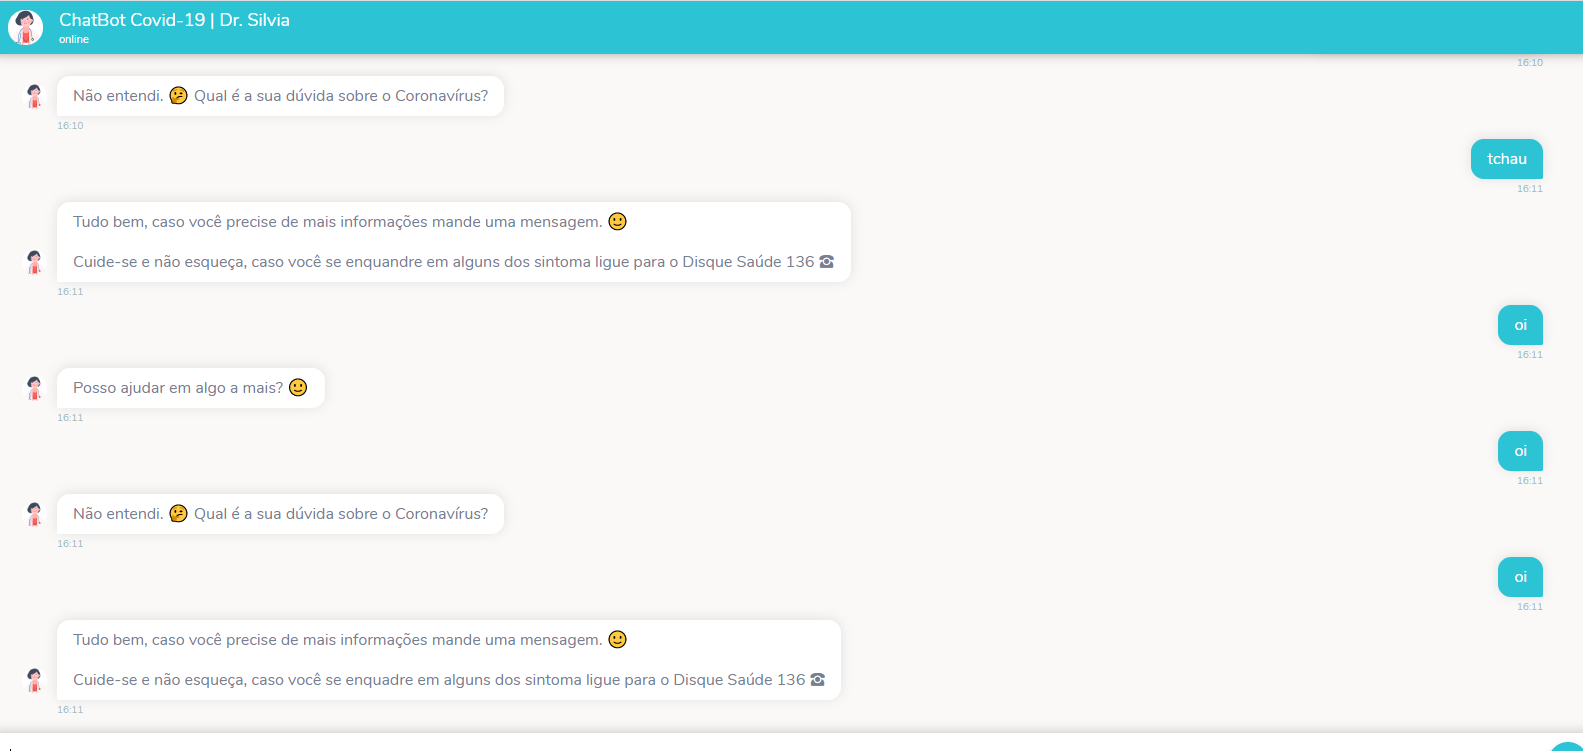 ChatBot Covid-19 | Dr. Silvia
online
16:10
Não entendi. 🤔 Qual é a sua dúvida sobre o Coronavírus?
16:10
tchau
16:11
Tudo bem, caso você precise de mais informações mande uma mensagem. 🙂
Cuide-se e não esqueça, caso você se enquandre em alguns dos sintoma ligue para o Disque Saúde 136 ☎
16:11
oi
16:11
Posso ajudar em algo a mais? 🙂
16:11
oi
16:11
Não entendi. 🤔 Qual é a sua dúvida sobre o Coronavírus?
16:11
oi
16:11
Tudo bem, caso você precise de mais informações mande uma mensagem. 🙂
Cuide-se e não esqueça, caso você se enquadre em alguns dos sintoma ligue para o Disque Saúde 136 ☎
16:11